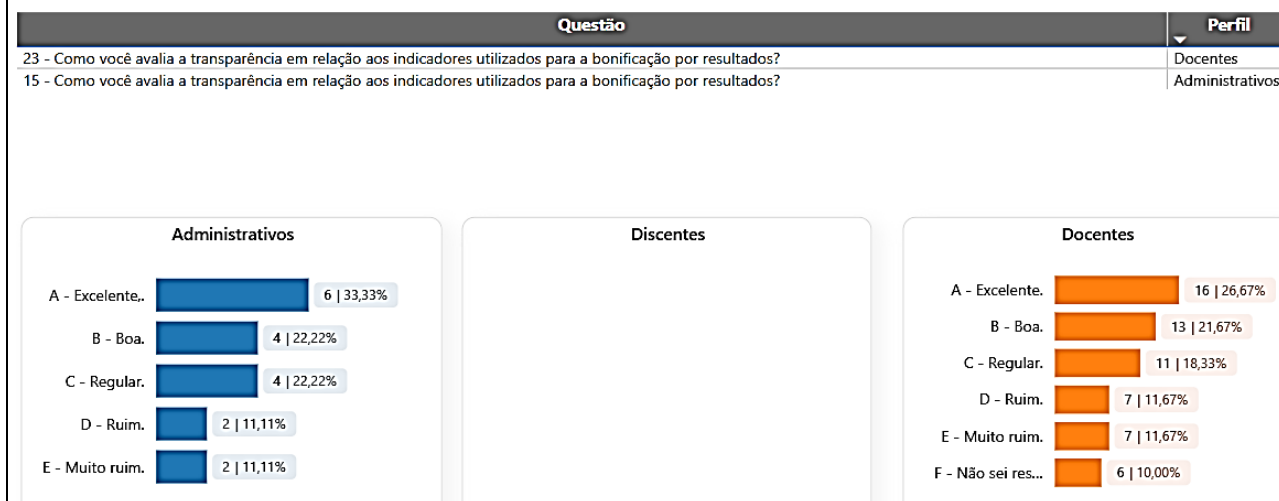 Questão Perfil
23 - Como você avalia a transparência em relação aos indicadores utilizados para a bonificação por resultados? Docentes
15 - Como você avalia a transparência em relação aos indicadores utilizados para a bonificação por resultados? Administrativos
Administrativos
A - Excelente,. 6 | 33,33%
B - Boa. 4 | 22,22%
C - Regular. 4 | 22,22%
D - Ruim. 2 | 11,11%
E - Muito ruim. 2 | 11,11%
Discentes
Docentes
A - Excelente. 16 | 26,67%
B - Boa. 13 | 21,67%
C - Regular. 11 | 18,33%
D - Ruim. 7 | 11,67%
E - Muito ruim. 7 | 11,67%
F - Não sei res... 6 | 10,00%